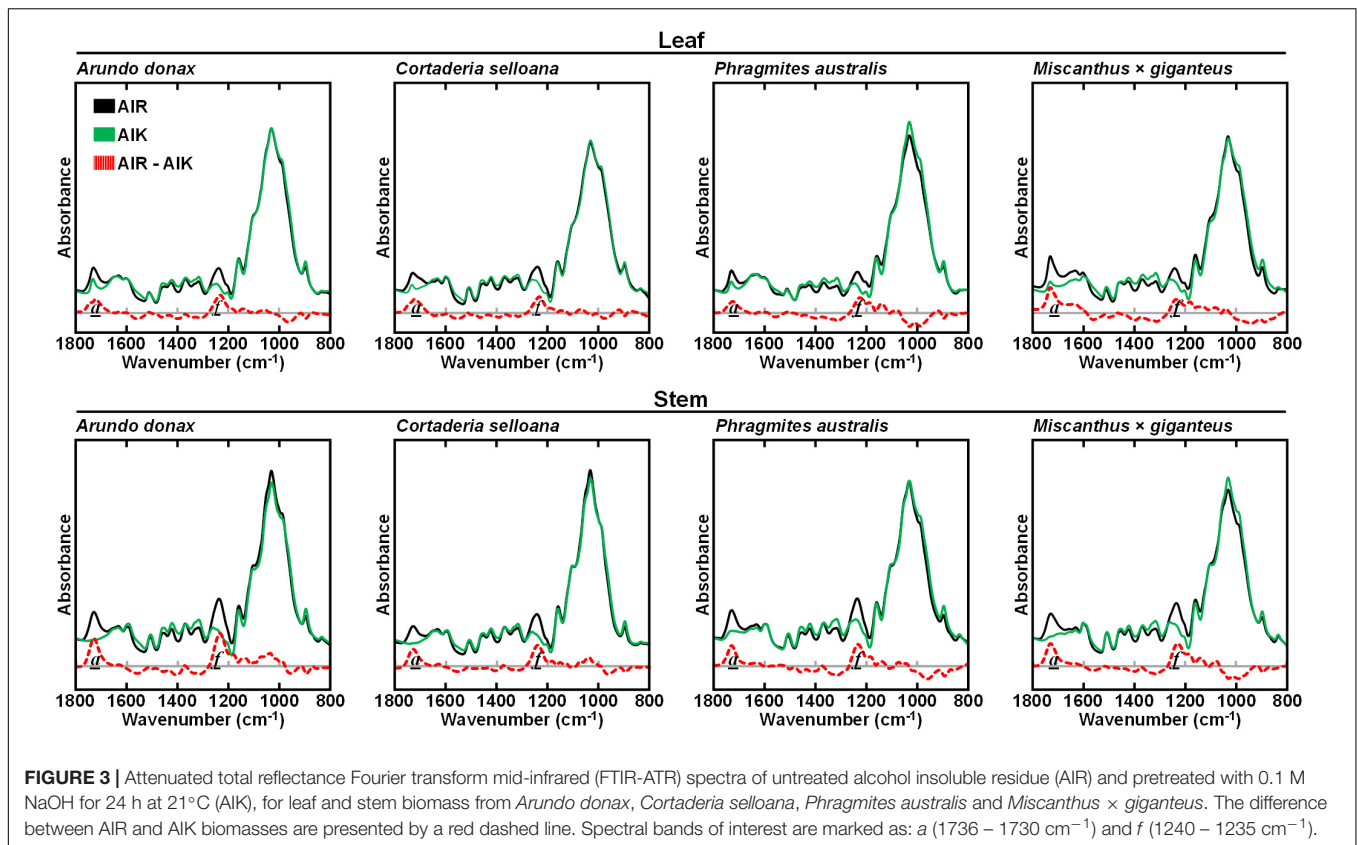 Leaf
Arundo donax
Cortaderia selloana
Phragmites australis
Miscanthus × giganteus
AIR
AIK
AIR - AIK
Absorbance
a
f
1800 1600 1400 1200 1000 800
Wavenumber (cm-1)
Absorbance
a
f
1800 1600 1400 1200 1000 800
Wavenumber (cm-1)
Absorbance
a
f
1800 1600 1400 1200 1000 800
Wavenumber (cm-1)
Absorbance
a
f
1800 1600 1400 1200 1000 800
Wavenumber (cm-1)
Stem
Arundo donax
Cortaderia selloana
Phragmites australis
Miscanthus × giganteus
Absorbance
a
f
1800 1600 1400 1200 1000 800
Wavenumber (cm-1)
Absorbance
a
f
1800 1600 1400 1200 1000 800
Wavenumber (cm-1)
Absorbance
a
f
1800 1600 1400 1200 1000 800
Wavenumber (cm-1)
Absorbance
a
f
1800 1600 1400 1200 1000 800
Wavenumber (cm-1)
FIGURE 3 | Attenuated total reflectance Fourier transform mid-infrared (FTIR-ATR) spectra of untreated alcohol insoluble residue (AIR) and pretreated with 0.1 M
NaOH for 24 h at 21°C (AIK), for leaf and stem biomass from Arundo donax, Cortaderia selloana, Phragmites australis and Miscanthus × giganteus. The difference
between AIR and AIK biomasses are presented by a red dashed line. Spectral bands of interest are marked as: a (1736 – 1730 cm−1) and f (1240 – 1235 cm−1).